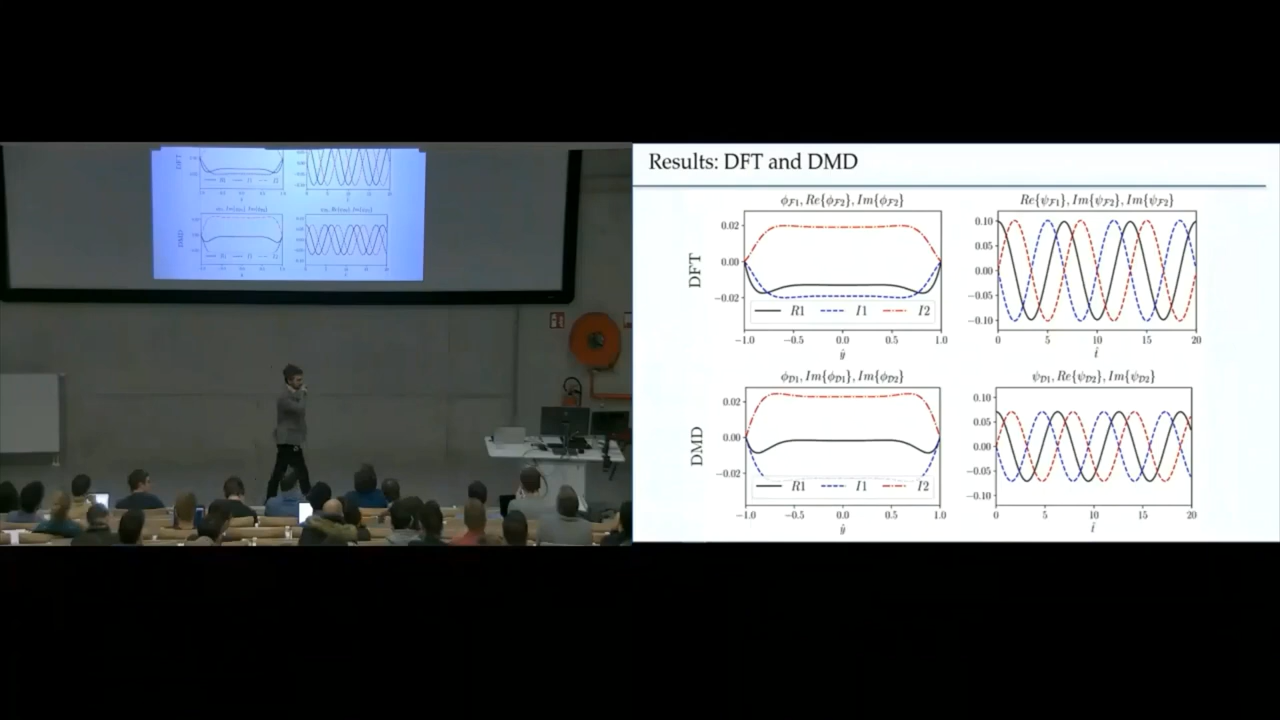 Results: DFT and DMD
ϕ_{ℱ1}, Re{ϕ_{ℱ2}}, Im{ϕ_{ℱ2}}
Re{ψ_{ℱ1}}, Im{ψ_{ℱ2}}, Im{ψ_{ℱ2}}
DFT
0.02
0.00
−0.02
R1 I1 I2
−1.0 −0.5 0.0 0.5 1.0
ŷ
0.10
0.05
0.00
−0.05
−0.10
0 5 10 15 20
t̂
ϕ_{𝒟1}, Im{ϕ_{𝒟1}}, Im{ϕ_{𝒟2}}
ψ_{𝒟1}, Re{ψ_{𝒟2}}, Im{ψ_{𝒟2}}
DMD
0.02
0.00
−0.02
R1 I1 I2
−1.0 −0.5 0.0 0.5 1.0
ŷ
0.10
0.05
0.00
−0.05
−0.10
0 5 10 15 20
t̂
DFT
DMD